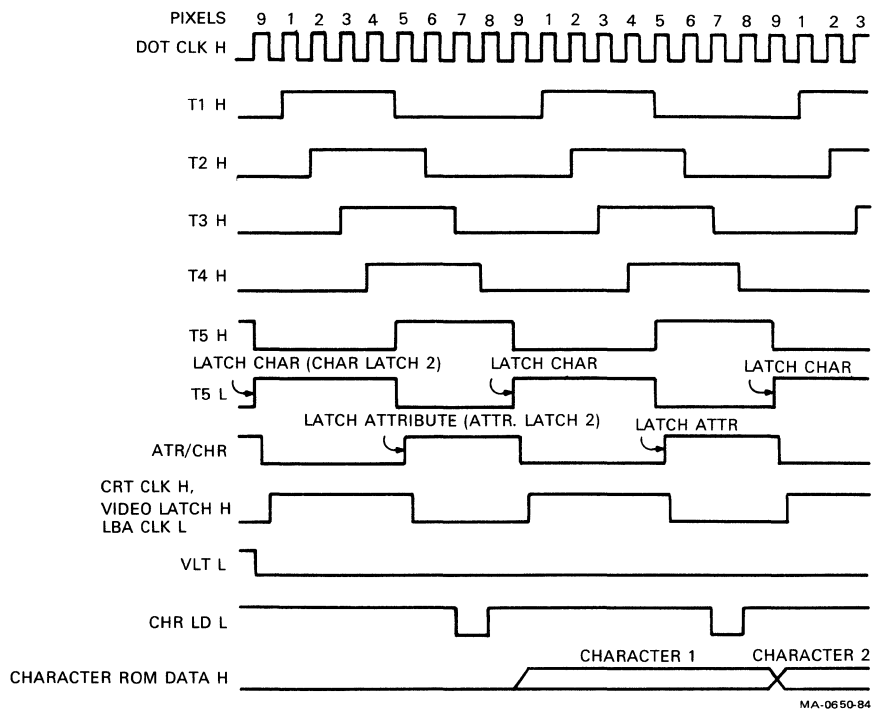 PIXELS 9 1 2 3 4 5 6 7 8 9 1 2 3 4 5 6 7 8 9 1 2 3
DOT CLK H
T1 H
T2 H
T3 H
T4 H
T5 H
LATCH CHAR (CHAR LATCH 2) LATCH CHAR LATCH CHAR
T5 L
LATCH ATTRIBUTE (ATTR. LATCH 2) LATCH ATTR
ATR/CHR
CRT CLK H,
VIDEO LATCH H
LBA CLK L
VLT L
CHR LD L
CHARACTER 1 CHARACTER 2
CHARACTER ROM DATA H
MA-0650-84